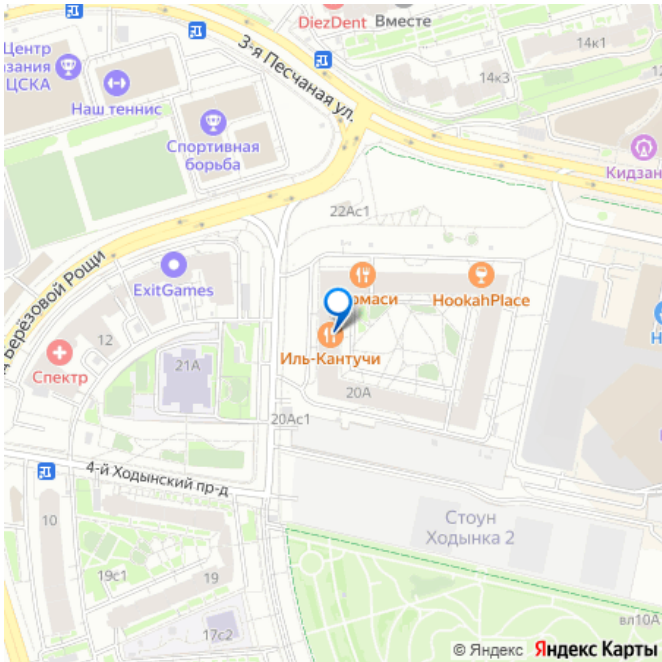 DiezDent
Вместе
14к1
14к3
12
Центр
ЦСКА
Наш теннис
3-я Песчаная ул.
Спортивная
борьба
Кидзан
22Ас1
Берёзовой Рощи
ExitGames
HookahPlace
Иль-Кантучи
12
Спектр
21А
20А
20Ас1
4-й Ходынский пр-д
Стоун
Ходынка 2
10
19с1
19
17с2
вл10А
© Яндекс Яндекс Карты